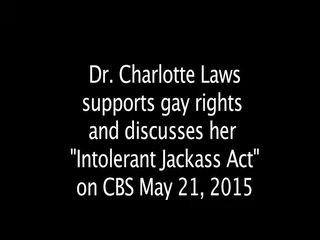 Dr. Charlotte Laws
supports gay rights
and discusses her
"Intolerant Jackass Act"
on CBS May 21, 2015